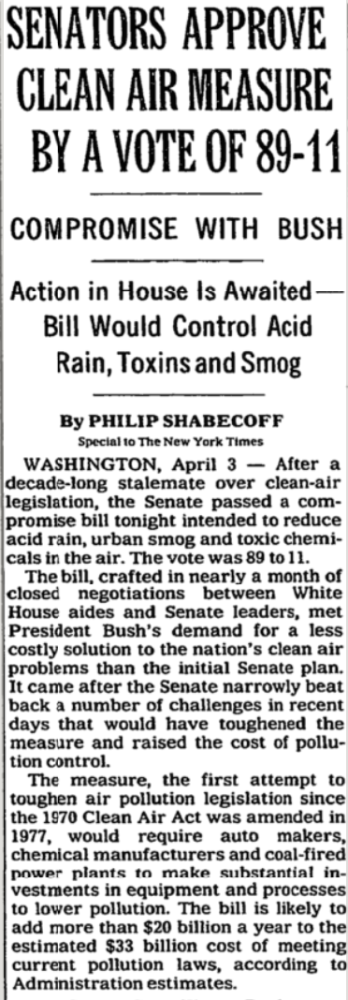 SENATORS APPROVE
CLEAN AIR MEASURE
BY A VOTE OF 89-11
COMPROMISE WITH BUSH
Action in House Is Awaited —
Bill Would Control Acid
Rain, Toxins and Smog
By PHILIP SHABECOFF
Special to The New York Times
WASHINGTON, April 3 — After a
decade-long stalemate over clean-air
legislation, the Senate passed a com-
promise bill tonight intended to reduce
acid rain, urban smog and toxic chemi-
cals in the air. The vote was 89 to 11.
The bill, crafted in nearly a month of
closed negotiations between White
House aides and Senate leaders, met
President Bush's demand for a less
costly solution to the nation's clean air
problems than the initial Senate plan.
It came after the Senate narrowly beat
back a number of challenges in recent
days that would have toughened the
measure and raised the cost of pollu-
tion control.
The measure, the first attempt to
toughen air pollution legislation since
the 1970 Clean Air Act was amended in
1977, would require auto makers,
chemical manufacturers and coal-fired
power plants to make substantial in-
vestments in equipment and processes
to lower pollution. The bill is likely to
add more than $20 billion a year to the
estimated $33 billion cost of meeting
current pollution laws, according to
Administration estimates.